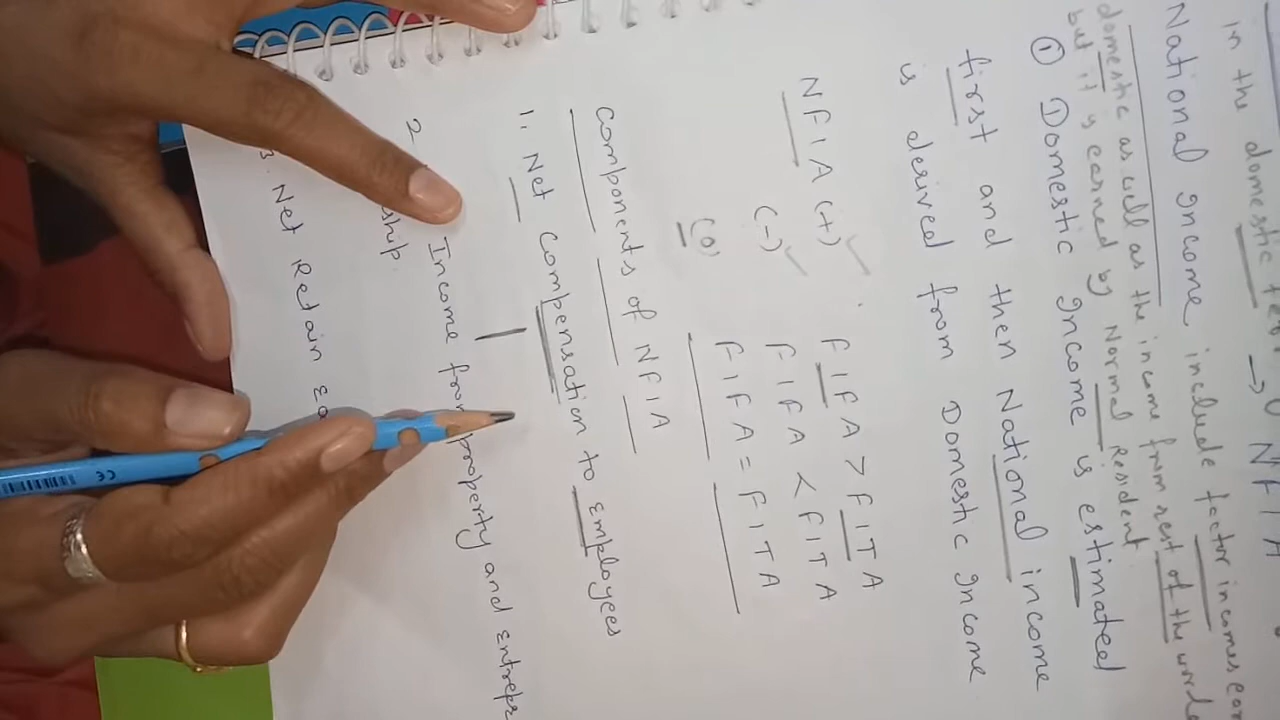 in the domestic → NFIA
National Income include factor incomes
domestic as well as the income from rest of the world
but it is earned by Normal Resident
① Domestic Income is estimated
first and then National income
is derived from Domestic Income
NFIA (+) FIFA > FITA
(-) FIFA < FITA
(0) FIFA = FITA
Components of NFIA
1. Net Compensation to Employees
2 Income from property and Entrepr
ship.
3. Net Retain